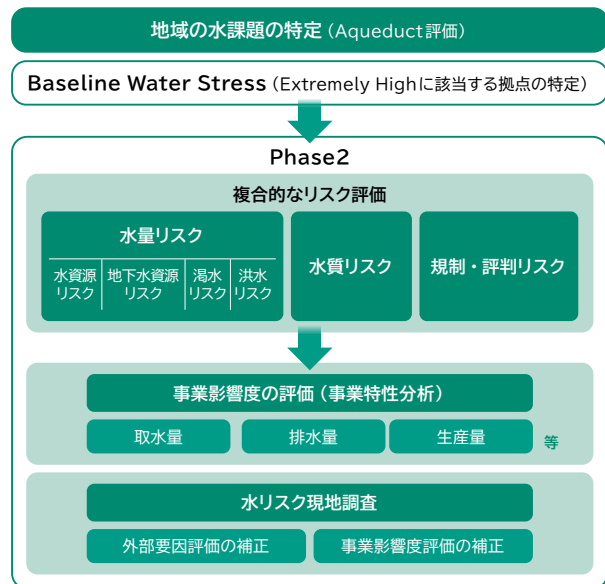 地域の水課題の特定（Aqueduct評価）
Baseline Water Stress（Extremely Highに該当する拠点の特定）
Phase2
複合的なリスク評価
水量リスク
水資源
リスク
地下水資源
リスク
渇水
リスク
洪水
リスク
水質リスク
規制・評判リスク
事業影響度の評価（事業特性分析）
取水量
排水量
生産量
等
水リスク現地調査
外部要因評価の補正
事業影響度評価の補正